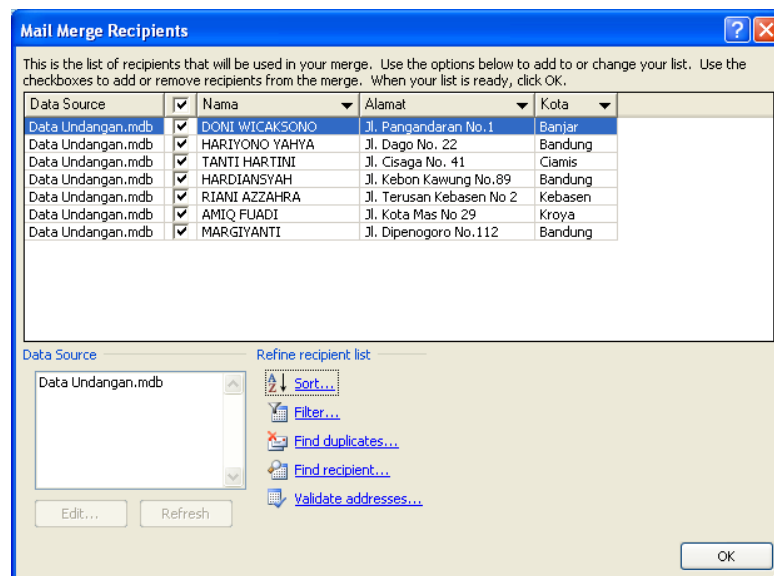 Mail Merge Recipients
This is the list of recipients that will be used in your merge. Use the options below to add to or change your list. Use the
checkboxes to add or remove recipients from the merge. When your list is ready, click OK.
Data Source Nama Alamat Kota
Data Undangan.mdb DONI WICAKSONO Jl. Pangandaran No.1 Banjar
Data Undangan.mdb HARIYONO YAHYA Jl. Dago No. 22 Bandung
Data Undangan.mdb TANTI HARTINI Jl. Cisaga No. 41 Ciamis
Data Undangan.mdb HARDIANSYAH Jl. Kebon Kawung No.89 Bandung
Data Undangan.mdb RIANI AZZAHRA Jl. Terusan Kebasen No 2 Kebasen
Data Undangan.mdb AMIQ FUADI Jl. Kota Mas No 29 Kroya
Data Undangan.mdb MARGIYANTI Jl. Dipenogoro No.112 Bandung
Data Source
Data Undangan.mdb
Edit... Refresh
Refine recipient list
Sort...
Filter...
Find duplicates...
Find recipient...
Validate addresses...
OK